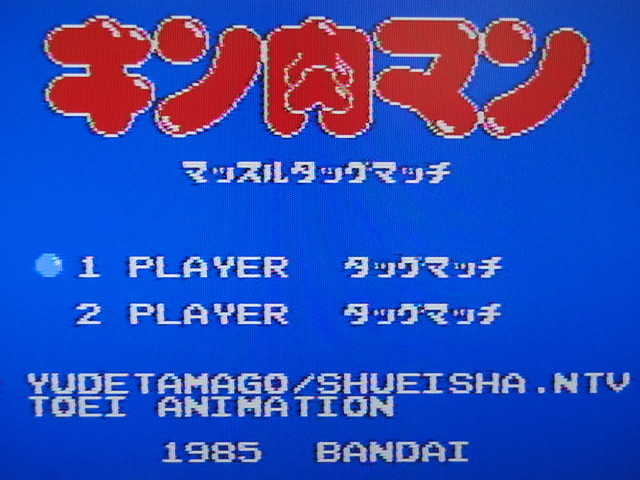 キン肉マン
マッスルタッグマッチ
1 PLAYER タッグマッチ
2 PLAYER タッグマッチ
YUDETAMAGO/SHUEISHA.NTV
TOEI ANIMATION
1985 BANDAI